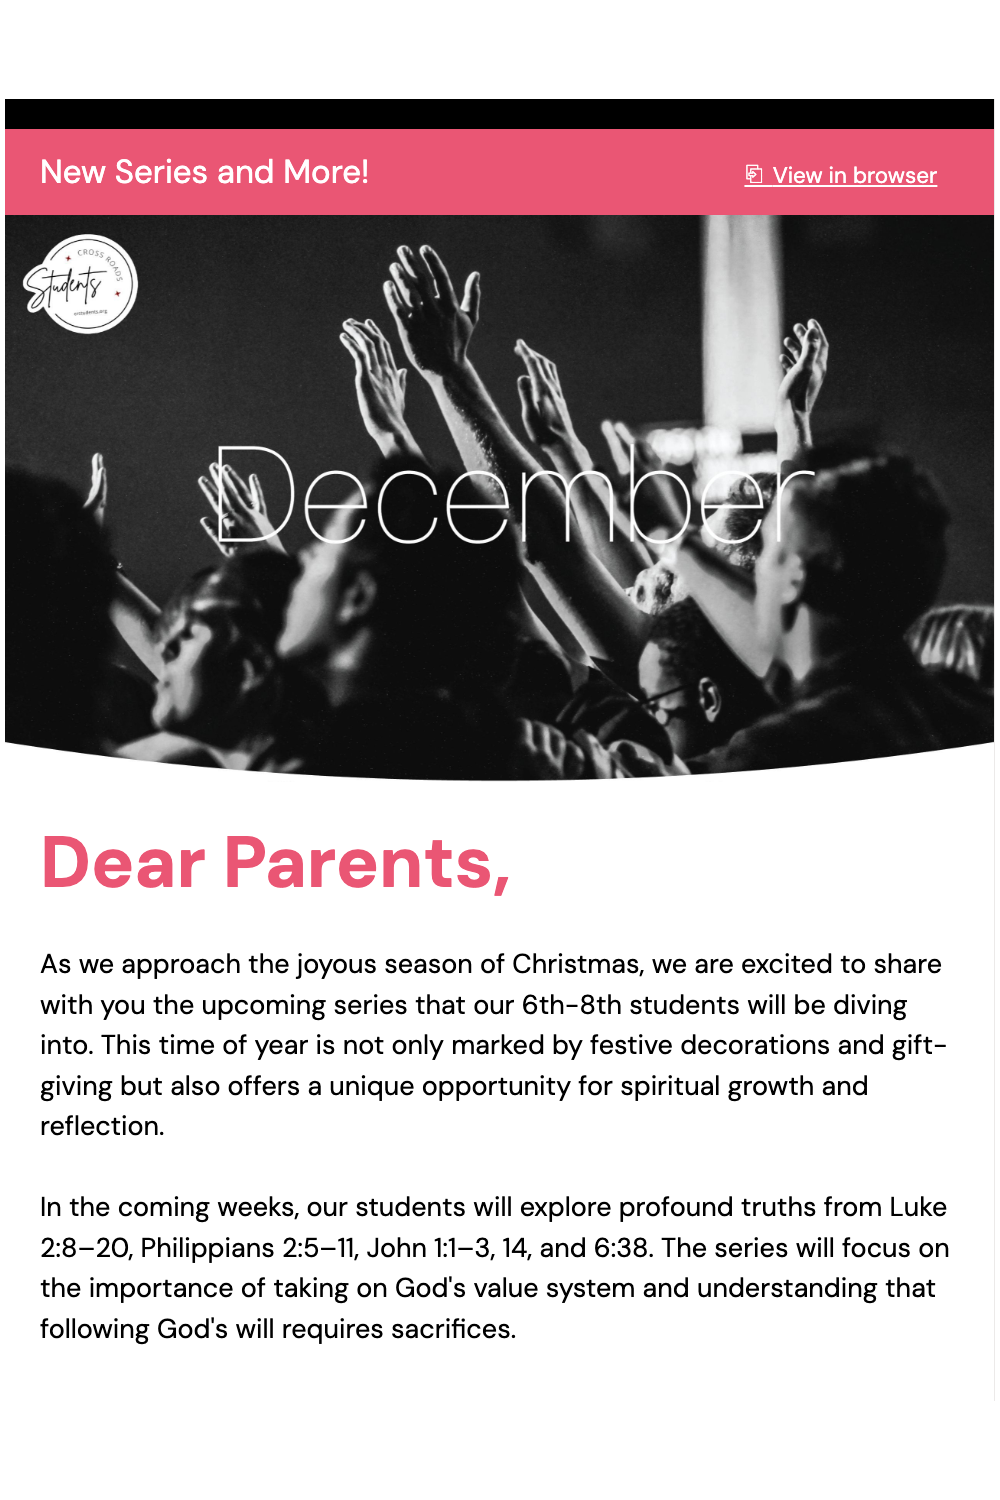 New Series and More!
View in browser
CROSS ROADS
Students
crstudents.org
December
Dear Parents,
As we approach the joyous season of Christmas, we are excited to share
with you the upcoming series that our 6th-8th students will be diving
into. This time of year is not only marked by festive decorations and gift-
giving but also offers a unique opportunity for spiritual growth and
reflection.
In the coming weeks, our students will explore profound truths from Luke
2:8–20, Philippians 2:5–11, John 1:1–3, 14, and 6:38. The series will focus on
the importance of taking on God's value system and understanding that
following God's will requires sacrifices.